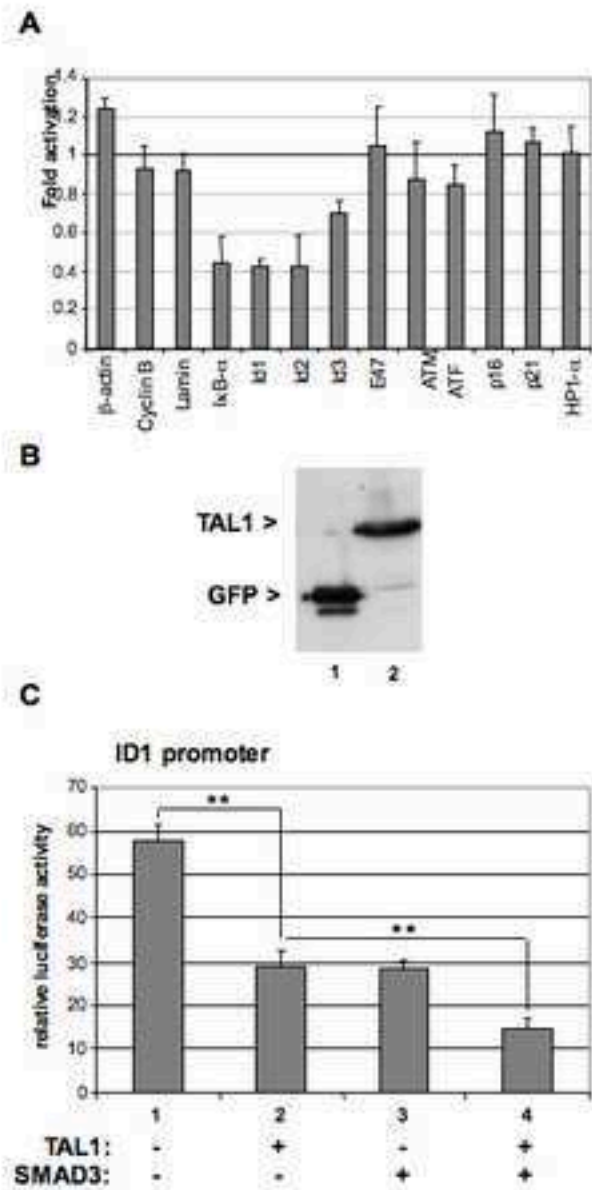 A
Fold activation
1.4
1.2
1
0.8
0.6
0.4
0.2
0
β-actin
Cyclin B
Lamin
IκB-α
Id1
Id2
Id3
E47
ATM
ATF
p16
p21
HP1-α
B
TAL1 >
GFP >
1 2
C
ID1 promoter
relative luciferase activity
70
60
50
40
30
20
10
0
**
**
1 2 3 4
TAL1: - + - +
SMAD3: - - + +